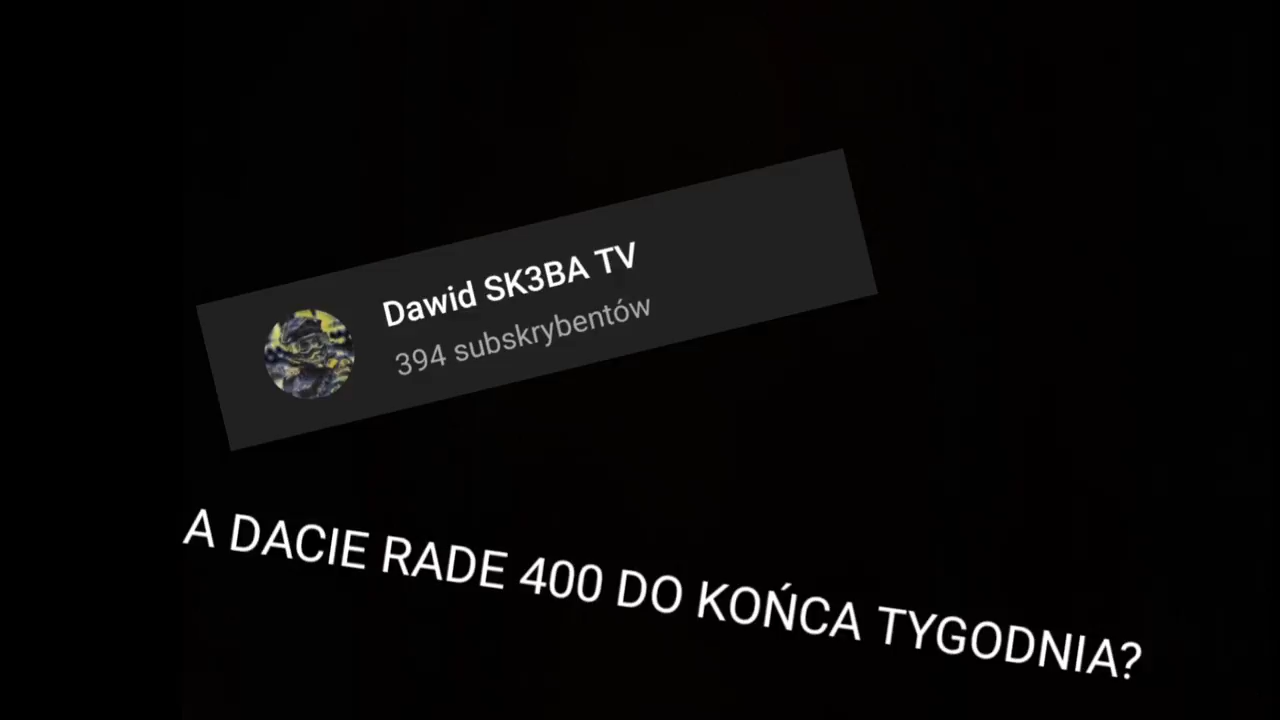 Dawid SK3BA TV
394 subskrybentów
A DACIE RADE 400 DO KOŃCA TYGODNIA?